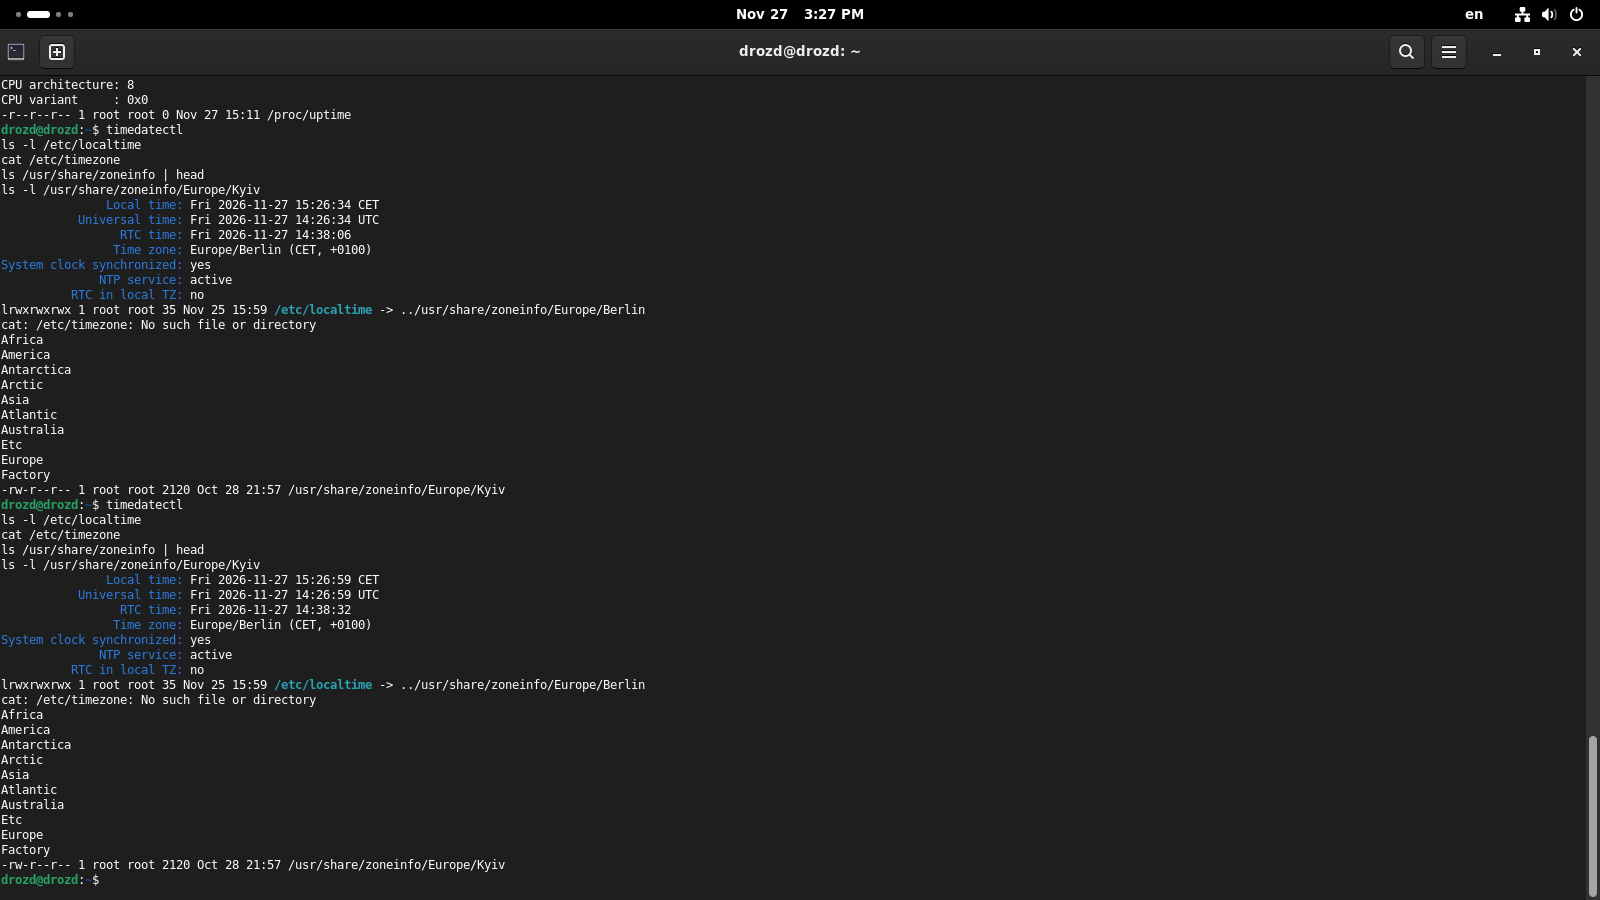 Nov 27 3:27 PM
en
drozd@drozd: ~
CPU architecture: 8
CPU variant     : 0x0
-r--r--r-- 1 root root 0 Nov 27 15:11 /proc/uptime
drozd@drozd:~$ timedatectl
ls -l /etc/localtime
cat /etc/timezone
ls /usr/share/zoneinfo | head
ls -l /usr/share/zoneinfo/Europe/Kyiv
               Local time: Fri 2026-11-27 15:26:34 CET
           Universal time: Fri 2026-11-27 14:26:34 UTC
                 RTC time: Fri 2026-11-27 14:38:06
                Time zone: Europe/Berlin (CET, +0100)
System clock synchronized: yes
              NTP service: active
          RTC in local TZ: no
lrwxrwxrwx 1 root root 35 Nov 25 15:59 /etc/localtime -> ../usr/share/zoneinfo/Europe/Berlin
cat: /etc/timezone: No such file or directory
Africa
America
Antarctica
Arctic
Asia
Atlantic
Australia
Etc
Europe
Factory
-rw-r--r-- 1 root root 2120 Oct 28 21:57 /usr/share/zoneinfo/Europe/Kyiv
drozd@drozd:~$ timedatectl
ls -l /etc/localtime
cat /etc/timezone
ls /usr/share/zoneinfo | head
ls -l /usr/share/zoneinfo/Europe/Kyiv
               Local time: Fri 2026-11-27 15:26:59 CET
           Universal time: Fri 2026-11-27 14:26:59 UTC
                 RTC time: Fri 2026-11-27 14:38:32
                Time zone: Europe/Berlin (CET, +0100)
System clock synchronized: yes
              NTP service: active
          RTC in local TZ: no
lrwxrwxrwx 1 root root 35 Nov 25 15:59 /etc/localtime -> ../usr/share/zoneinfo/Europe/Berlin
cat: /etc/timezone: No such file or directory
Africa
America
Antarctica
Arctic
Asia
Atlantic
Australia
Etc
Europe
Factory
-rw-r--r-- 1 root root 2120 Oct 28 21:57 /usr/share/zoneinfo/Europe/Kyiv
drozd@drozd:~$